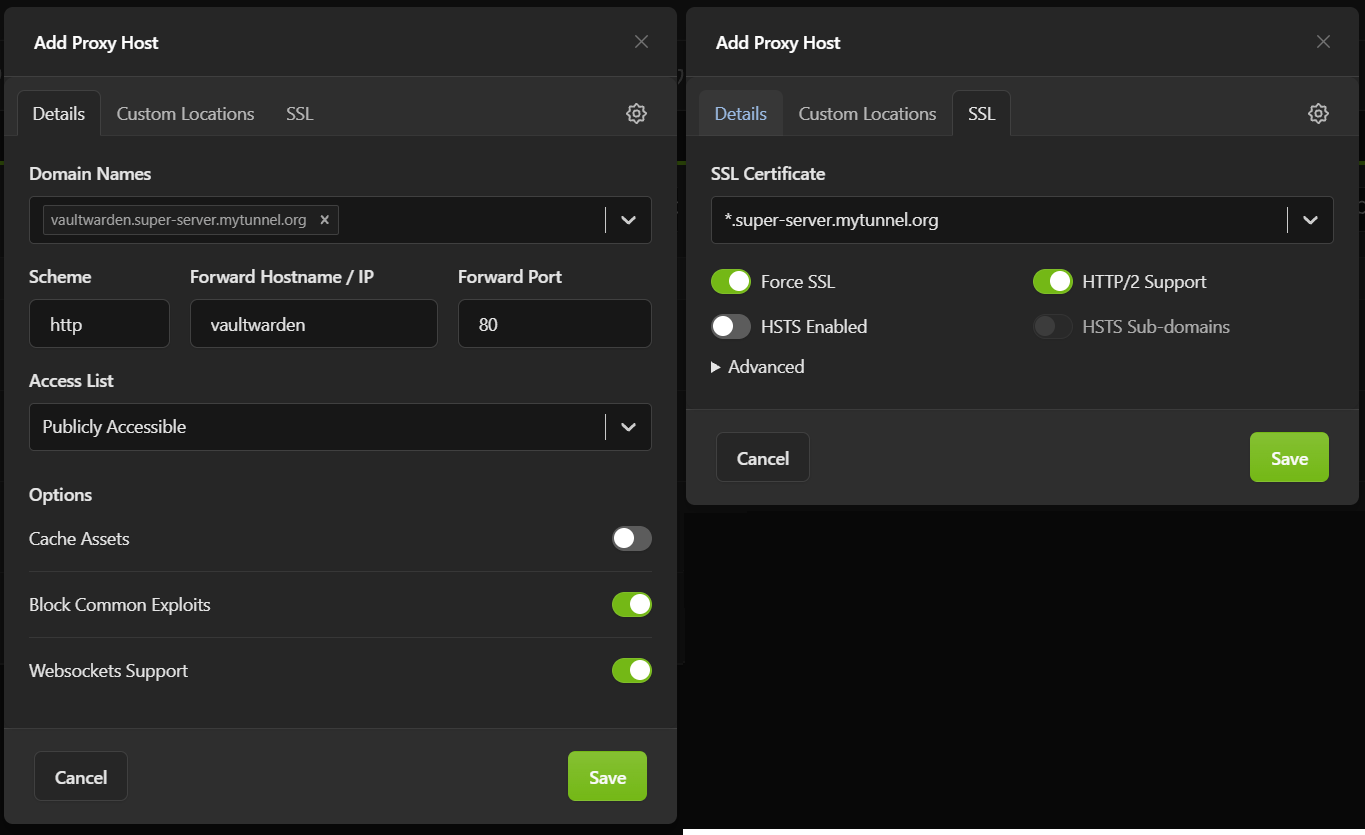 Add Proxy Host
Details
Custom Locations
SSL
Domain Names
vaultwarden.super-server.mytunnel.org ×
Scheme
Forward Hostname / IP
Forward Port
http
vaultwarden
80
Access List
Publicly Accessible
Options
Cache Assets
Block Common Exploits
Websockets Support
Cancel
Save
Add Proxy Host
Details
Custom Locations
SSL
SSL Certificate
*.super-server.mytunnel.org
Force SSL
HTTP/2 Support
HSTS Enabled
HSTS Sub-domains
Advanced
Cancel
Save